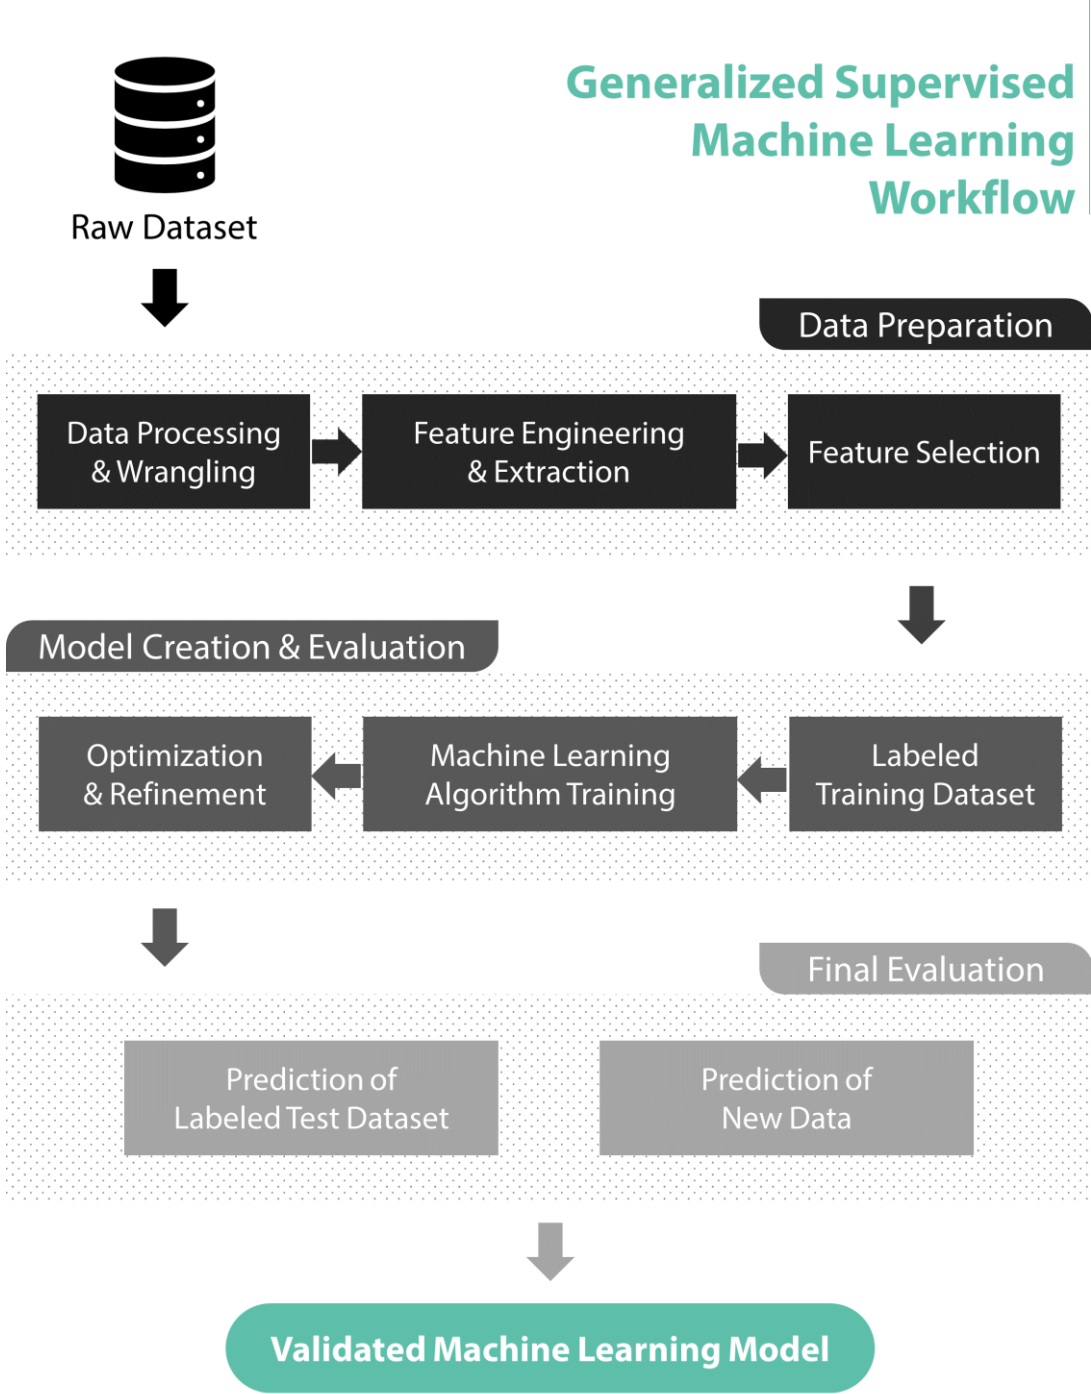 Generalized Supervised
Machine Learning
Workflow
Raw Dataset
Data Preparation
Data Processing
& Wrangling
Feature Engineering
& Extraction
Feature Selection
Model Creation & Evaluation
Labeled
Training Dataset
Machine Learning
Algorithm Training
Optimization
& Refinement
Final Evaluation
Prediction of
Labeled Test Dataset
Prediction of
New Data
Validated Machine Learning Model